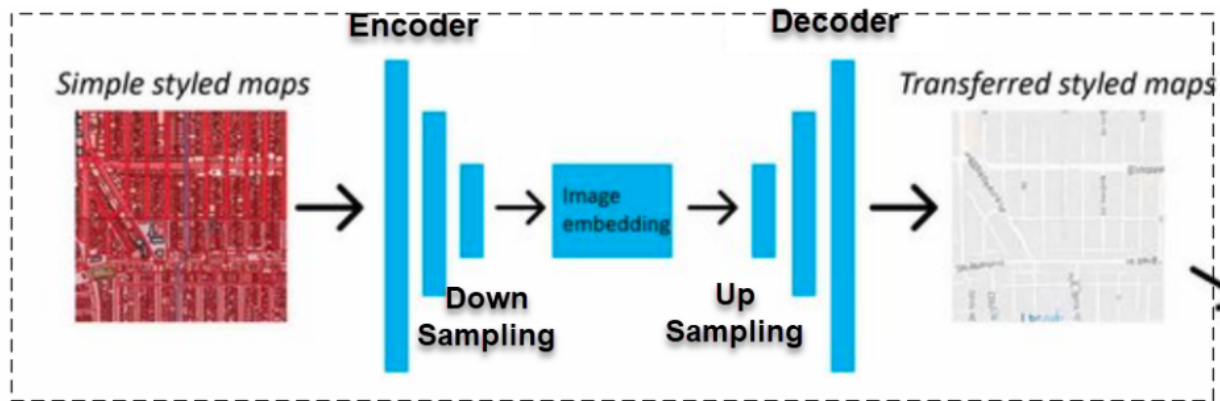 Encoder
Decoder
Simple styled maps
Transferred styled maps
Image
embedding
Down
Sampling
Up
Sampling